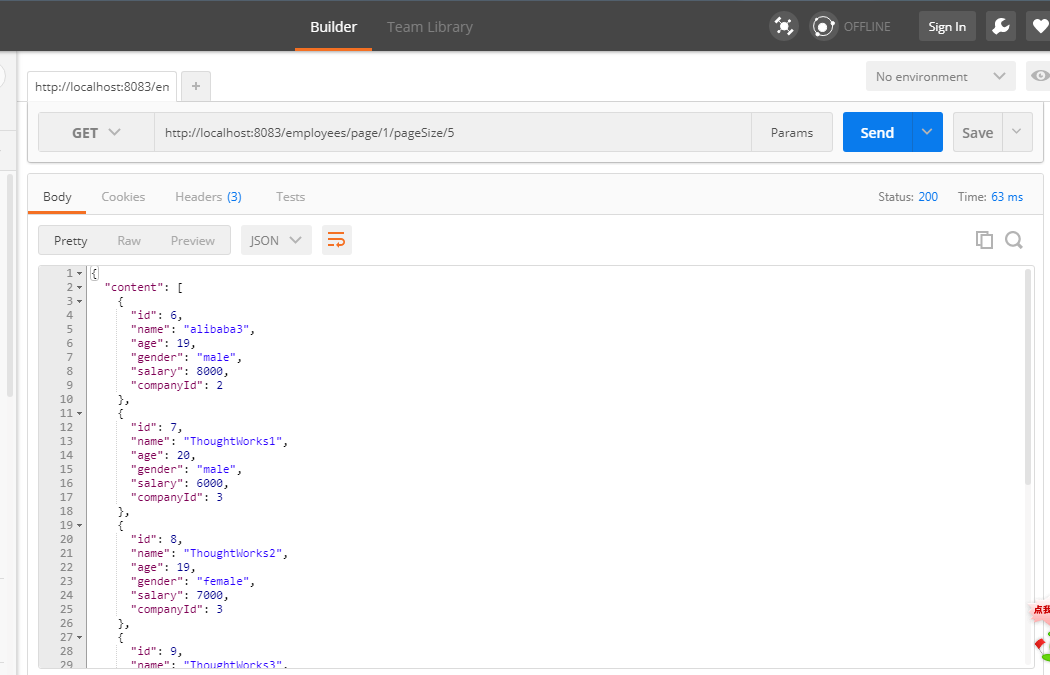 Builder Team Library OFFLINE Sign In
http://localhost:8083/en + No environment
GET http://localhost:8083/employees/page/1/pageSize/5 Params Send Save
Body Cookies Headers (3) Tests Status: 200 Time: 63 ms
Pretty Raw Preview JSON
1 {
2 "content": [
3 {
4 "id": 6,
5 "name": "alibaba3",
6 "age": 19,
7 "gender": "male",
8 "salary": 8000,
9 "companyId": 2
10 },
11 {
12 "id": 7,
13 "name": "ThoughtWorks1",
14 "age": 20,
15 "gender": "male",
16 "salary": 6000,
17 "companyId": 3
18 },
19 {
20 "id": 8,
21 "name": "ThoughtWorks2",
22 "age": 19,
23 "gender": "female",
24 "salary": 7000,
25 "companyId": 3
26 },
27 {
28 "id": 9,
29 "name": "ThoughtWorks3",
点我